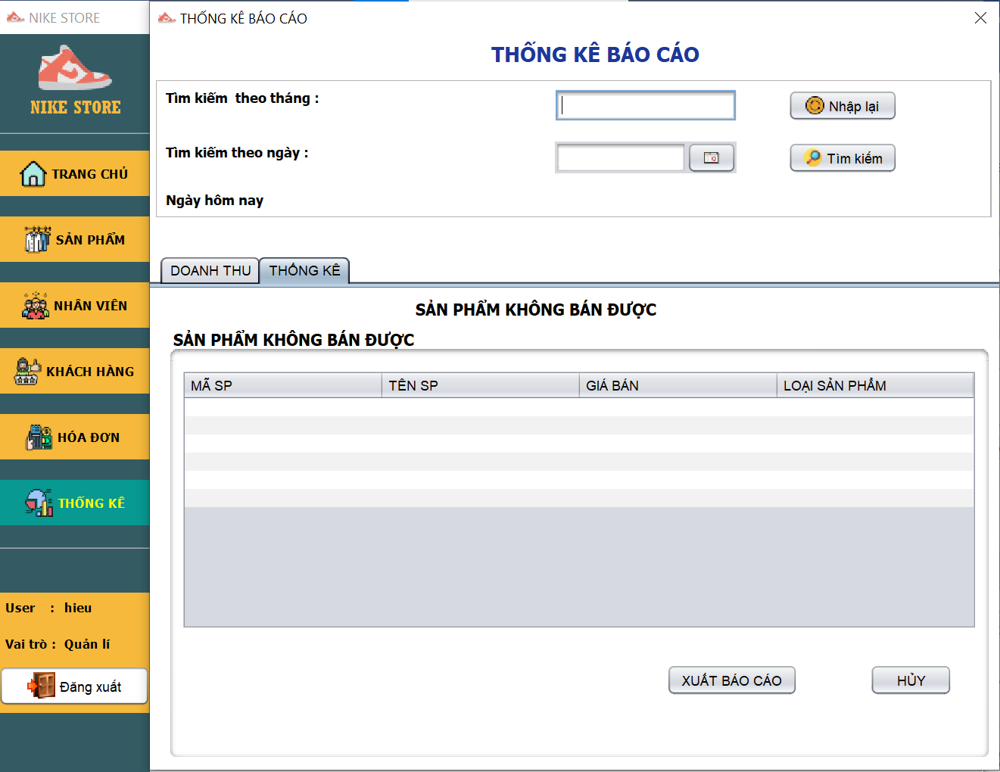 NIKE STORE
THỐNG KÊ BÁO CÁO
NIKE STORE
TRANG CHỦ
SẢN PHẨM
NHÂN VIÊN
KHÁCH HÀNG
HÓA ĐƠN
THỐNG KÊ
User : hieu
Vai trò : Quản lí
Đăng xuất
THỐNG KÊ BÁO CÁO
Tìm kiếm theo tháng :
Nhập lại
Tìm kiếm theo ngày :
Tìm kiếm
Ngày hôm nay
DOANH THU THỐNG KÊ
SẢN PHẨM KHÔNG BÁN ĐƯỢC
SẢN PHẨM KHÔNG BÁN ĐƯỢC
MÃ SP TÊN SP GIÁ BÁN LOẠI SẢN PHẨM
XUẤT BÁO CÁO HỦY